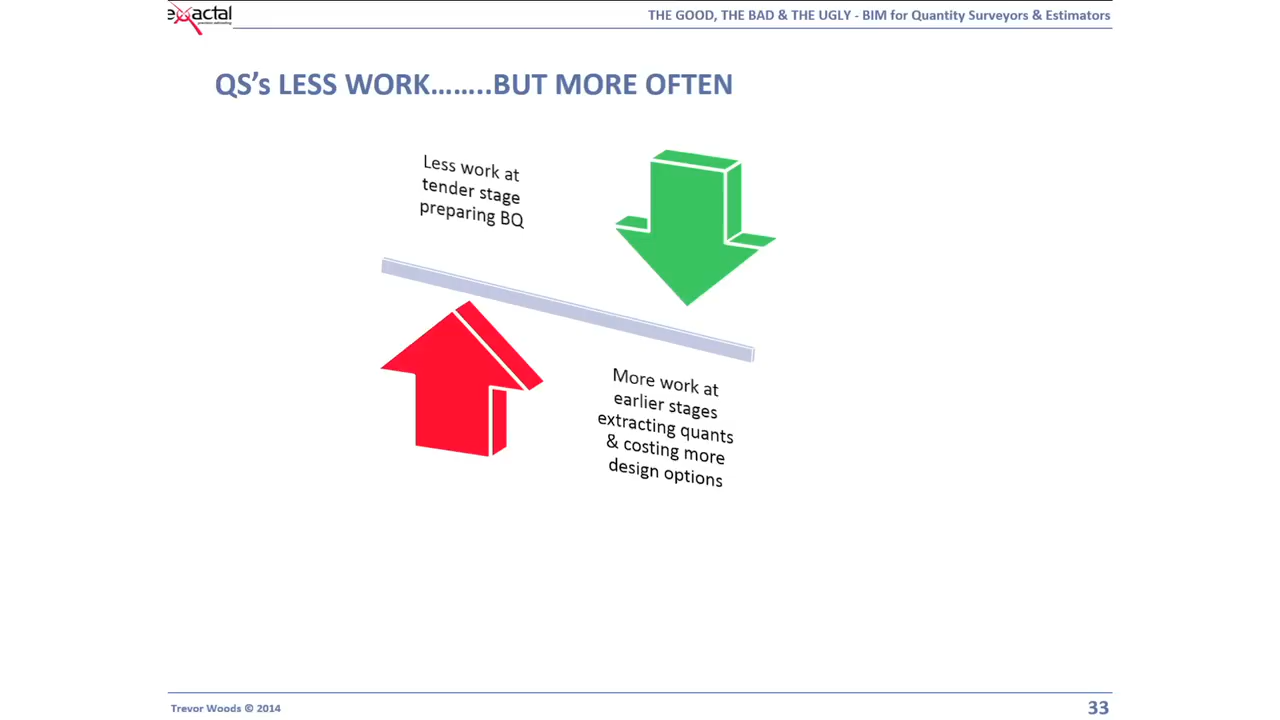 exactal
THE GOOD, THE BAD & THE UGLY - BIM for Quantity Surveyors & Estimators
QS’s LESS WORK……..BUT MORE OFTEN
Less work at
tender stage
preparing BQ
More work at
earlier stages
extracting quants
& costing more
design options
Trevor Woods © 2014
33